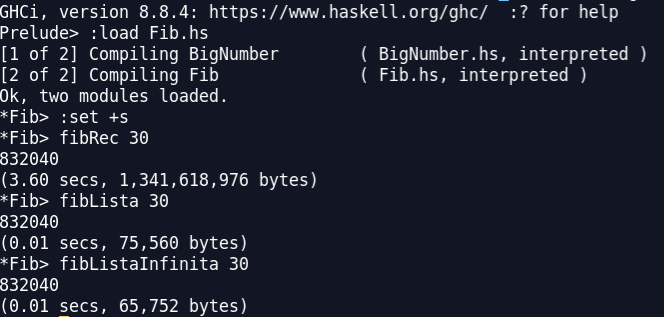 GHCi, version 8.8.4: https://www.haskell.org/ghc/  :? for help
Prelude> :load Fib.hs
[1 of 2] Compiling BigNumber        ( BigNumber.hs, interpreted )
[2 of 2] Compiling Fib              ( Fib.hs, interpreted )
Ok, two modules loaded.
*Fib> :set +s
*Fib> fibRec 30
832040
(3.60 secs, 1,341,618,976 bytes)
*Fib> fibLista 30
832040
(0.01 secs, 75,560 bytes)
*Fib> fibListaInfinita 30
832040
(0.01 secs, 65,752 bytes)